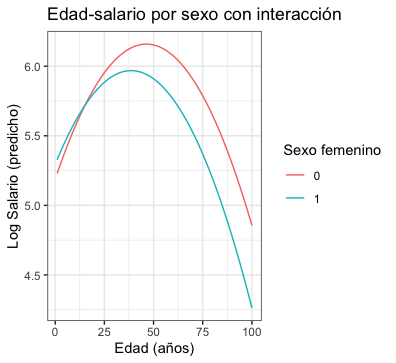 Edad-salario por sexo con interacción
Log Salario (predicho)
6.0
5.5
5.0
4.5
0
25
50
75
100
Edad (años)
Sexo femenino
0
1